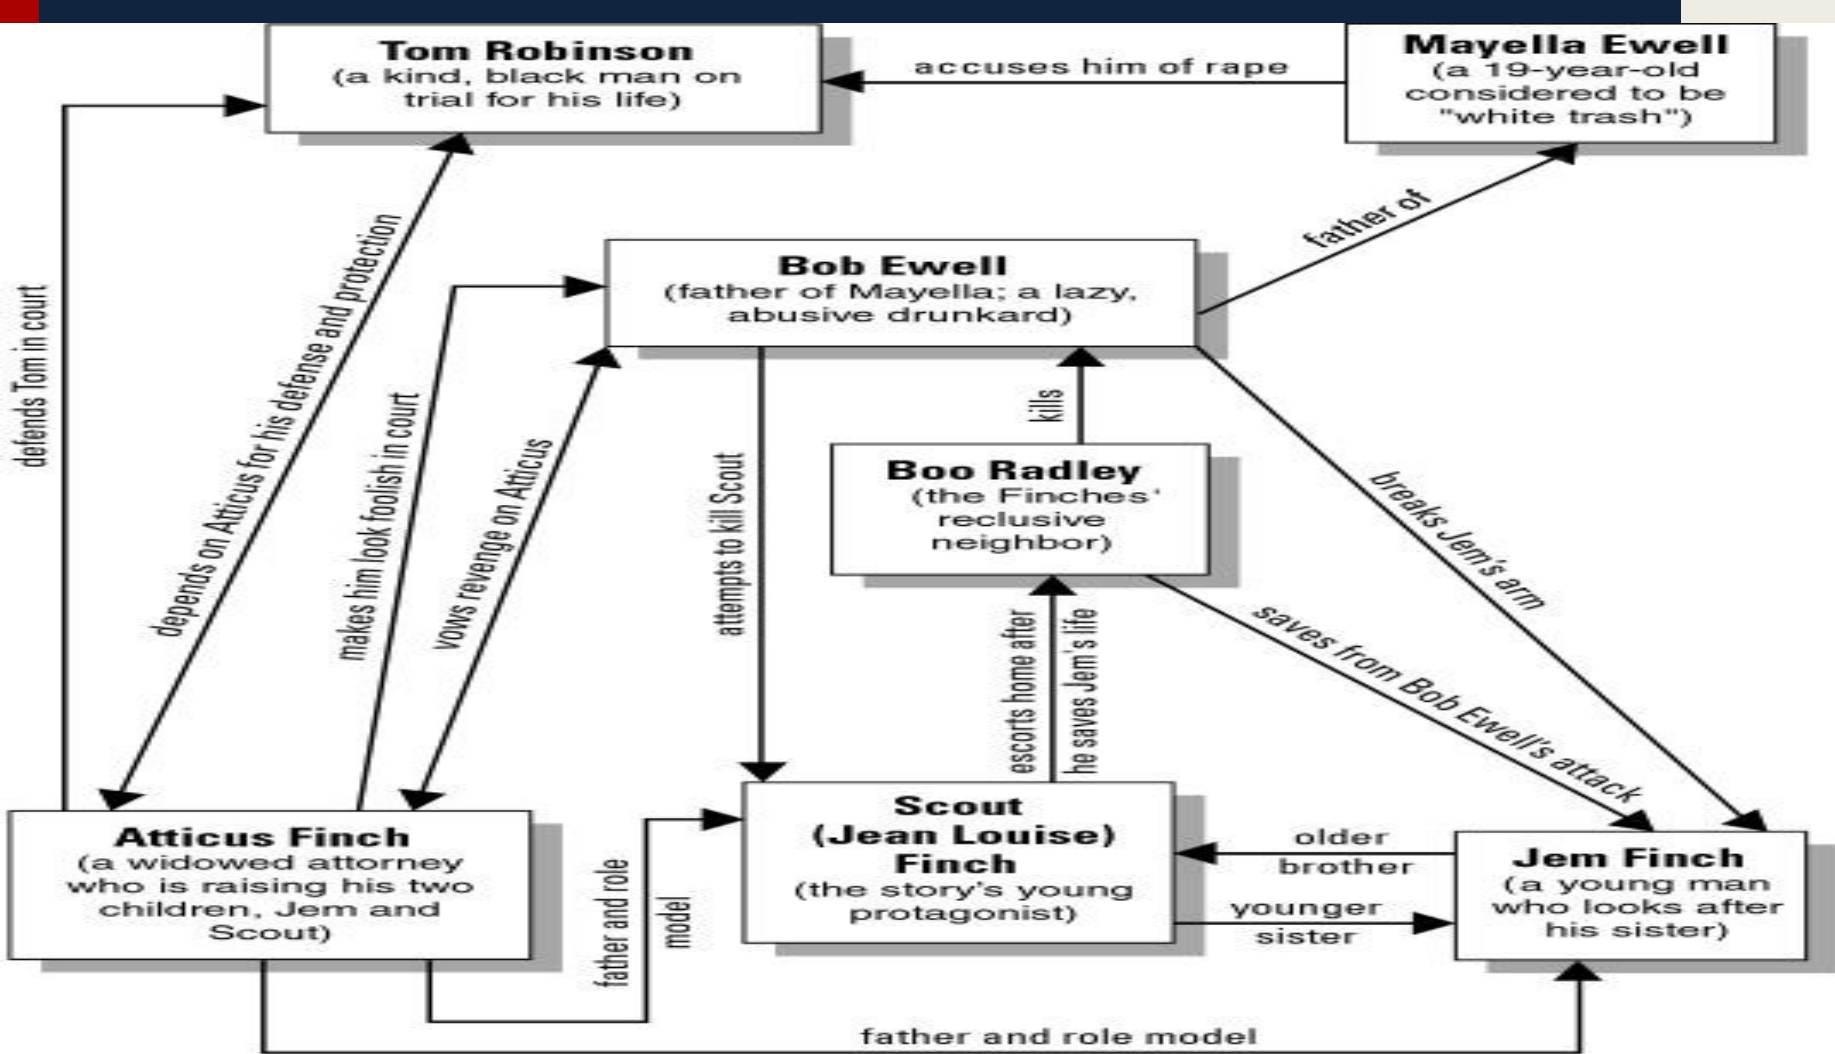 Tom Robinson
(a kind, black man on
trial for his life)
accuses him of rape
Mayella Ewell
(a 19-year-old
considered to be
"white trash")
father of
Bob Ewell
(father of Mayella; a lazy,
abusive drunkard)
defends Tom in court
depends on Atticus for his defense and protection
makes him look foolish in court
vows revenge on Atticus
attempts to kill Scout
kills
Boo Radley
(the Finches'
reclusive
neighbor)
breaks Jem's arm
saves from Bob Ewell's attack
escorts home after
he saves Jem's life
Atticus Finch
(a widowed attorney
who is raising his two
children, Jem and
Scout)
father and role
model
Scout
(Jean Louise)
Finch
(the story's young
protagonist)
older
brother
younger
sister
Jem Finch
(a young man
who looks after
his sister)
father and role model